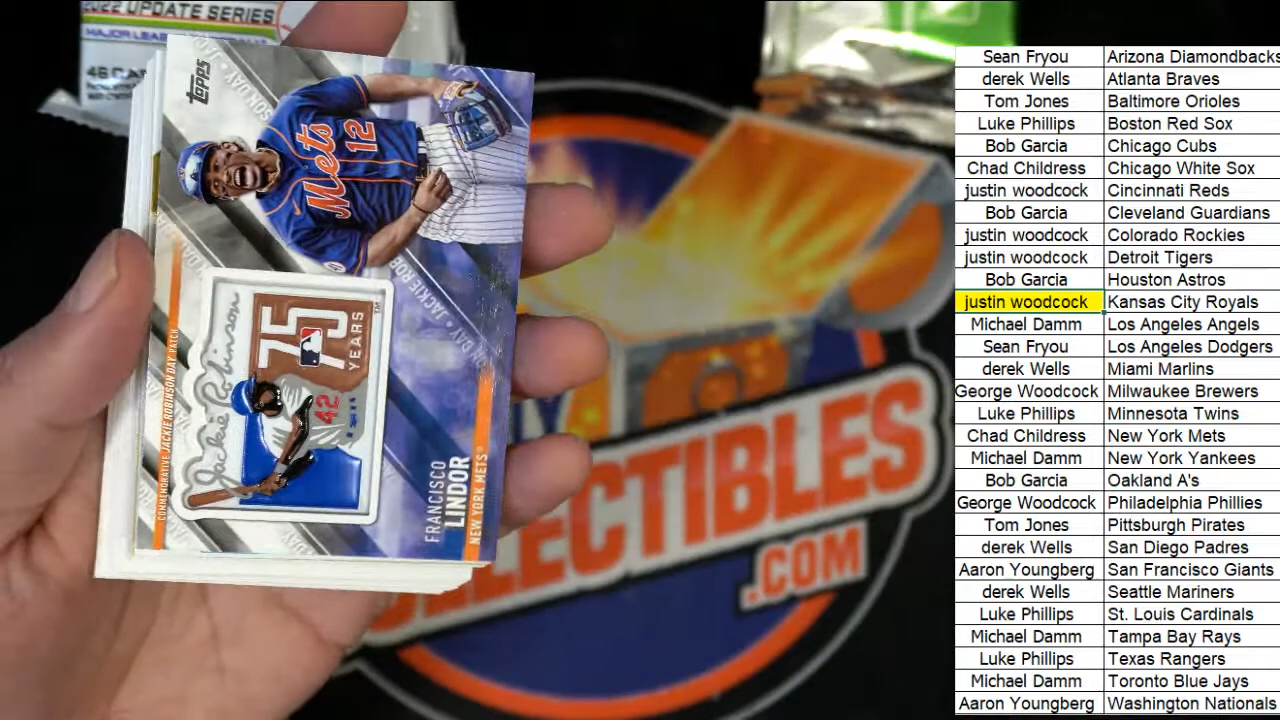 2022 UPDATE SERIES
MAJOR LEAGUE
topps
Mets
12
COMMEMORATIVE JACKIE ROBINSON DAY PATCH
Jackie Robinson
75
YEARS
42
FRANCISCO
LINDOR
NEW YORK METS
.COM
Sean Fryou Arizona Diamondbacks
derek Wells Atlanta Braves
Tom Jones Baltimore Orioles
Luke Phillips Boston Red Sox
Bob Garcia Chicago Cubs
Chad Childress Chicago White Sox
justin woodcock Cincinnati Reds
Bob Garcia Cleveland Guardians
justin woodcock Colorado Rockies
justin woodcock Detroit Tigers
Bob Garcia Houston Astros
justin woodcock Kansas City Royals
Michael Damm Los Angeles Angels
Sean Fryou Los Angeles Dodgers
derek Wells Miami Marlins
George Woodcock Milwaukee Brewers
Luke Phillips Minnesota Twins
Chad Childress New York Mets
Michael Damm New York Yankees
Bob Garcia Oakland A's
George Woodcock Philadelphia Phillies
Tom Jones Pittsburgh Pirates
derek Wells San Diego Padres
Aaron Youngberg San Francisco Giants
derek Wells Seattle Mariners
Luke Phillips St. Louis Cardinals
Michael Damm Tampa Bay Rays
Luke Phillips Texas Rangers
Michael Damm Toronto Blue Jays
Aaron Youngberg Washington Nationals